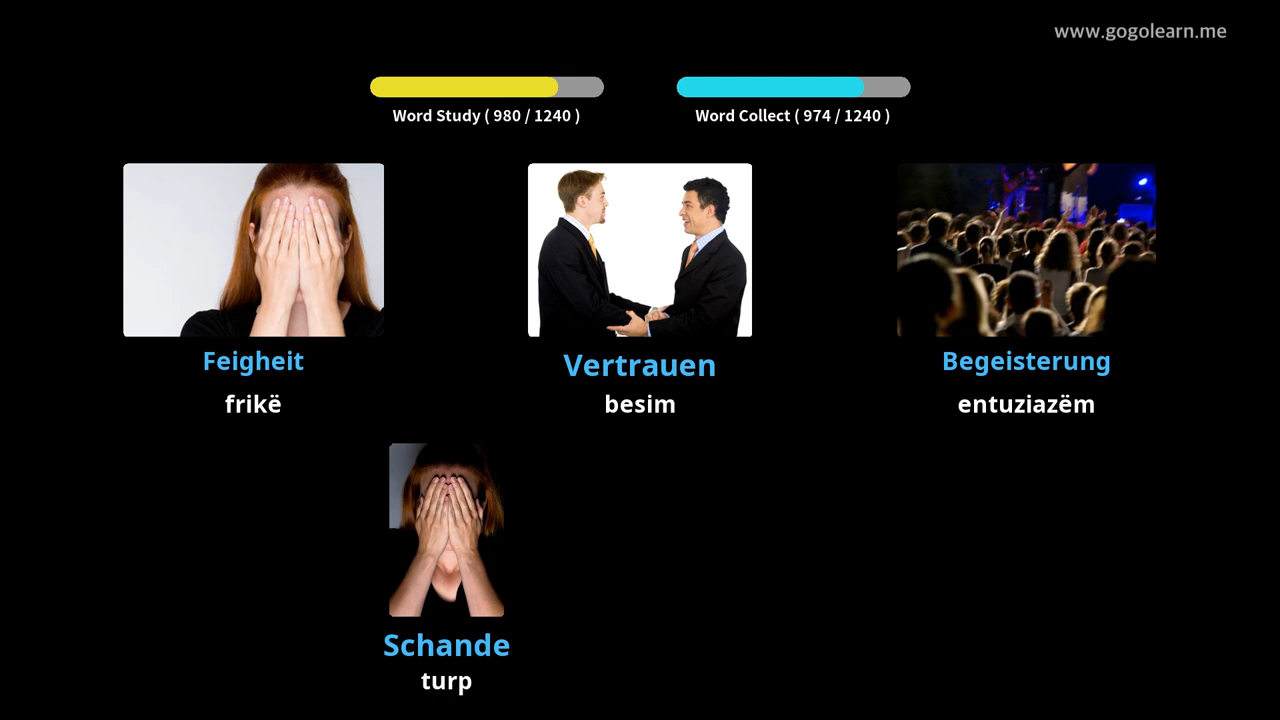 www.gogolearn.me
Word Study ( 980 / 1240 )
Word Collect ( 974 / 1240 )
Feigheit
frikë
Vertrauen
besim
Begeisterung
entuziazëm
Schande
turp